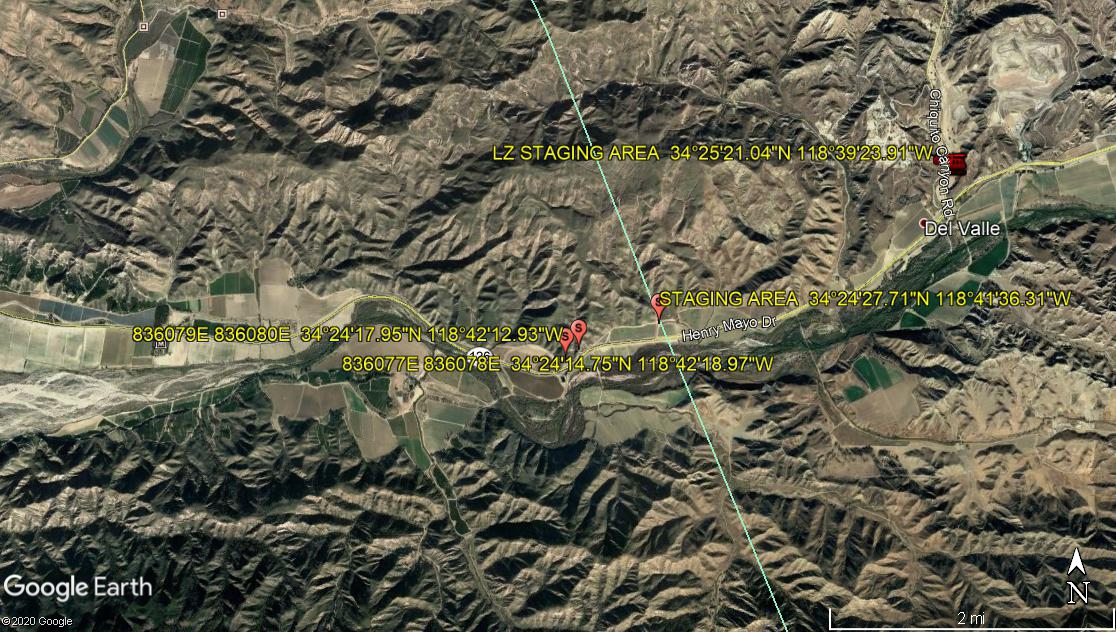 LZ STAGING AREA 34°25'21.04"N 118°39'23.91"W
Chiquito Canyon Rd
Del Valle
STAGING AREA 34°24'27.71"N 118°41'36.31"W
S
836079E 836080E 34°24'17.95"N 118°42'12.93"W
S
Henry Mayo Dr
126
836077E 836078E 34°24'14.75"N 118°42'18.97"W
Google Earth
N
2 mi
©2020 Google